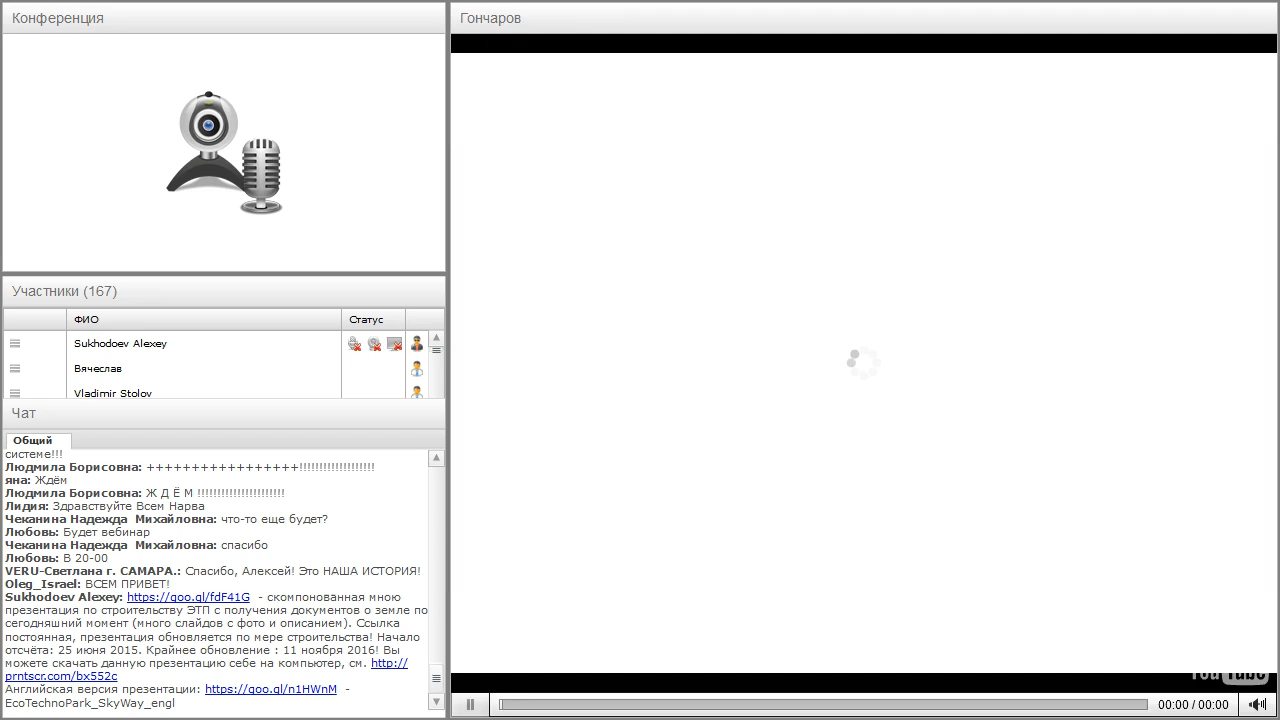 Конференция
Гончаров
Участники (167)
ФИО
Статус
Sukhodoev Alexey
Вячеслав
Vladimir Stolov
Чат
Общий
системе!!!
Людмила Борисовна: +++++++++++++++++!!!!!!!!!!!!!!!!!!!
яна: Ждём
Людмила Борисовна: Ж Д Ё М !!!!!!!!!!!!!!!!!!!!!!
Лидия: Здравствуйте Всем Нарва
Чеканина Надежда  Михайловна: что-то еще будет?
Любовь: Будет вебинар
Чеканина Надежда  Михайловна: спасибо
Любовь: В 20-00
VERU-Светлана г. САМАРА.: Спасибо, Алексей! Это НАША ИСТОРИЯ!
Oleg_Israel: ВСЕМ ПРИВЕТ!
Sukhodoev Alexey: https://goo.gl/fdF41G  - скомпонованная мною
презентация по строительству ЭТП с получения документов о земле по
сегодняшний момент (много слайдов с фото и описанием). Ссылка
постоянная, презентация обновляется по мере строительства! Начало
отсчёта: 25 июня 2015. Крайнее обновление : 11 ноября 2016! Вы
можете скачать данную презентацию себе на компьютер, см. http://
prntscr.com/bx552c
Английская версия презентации: https://goo.gl/n1HWnM  -
EcoTechnoPark_SkyWay_eng
YouTube
00:00 / 00:00